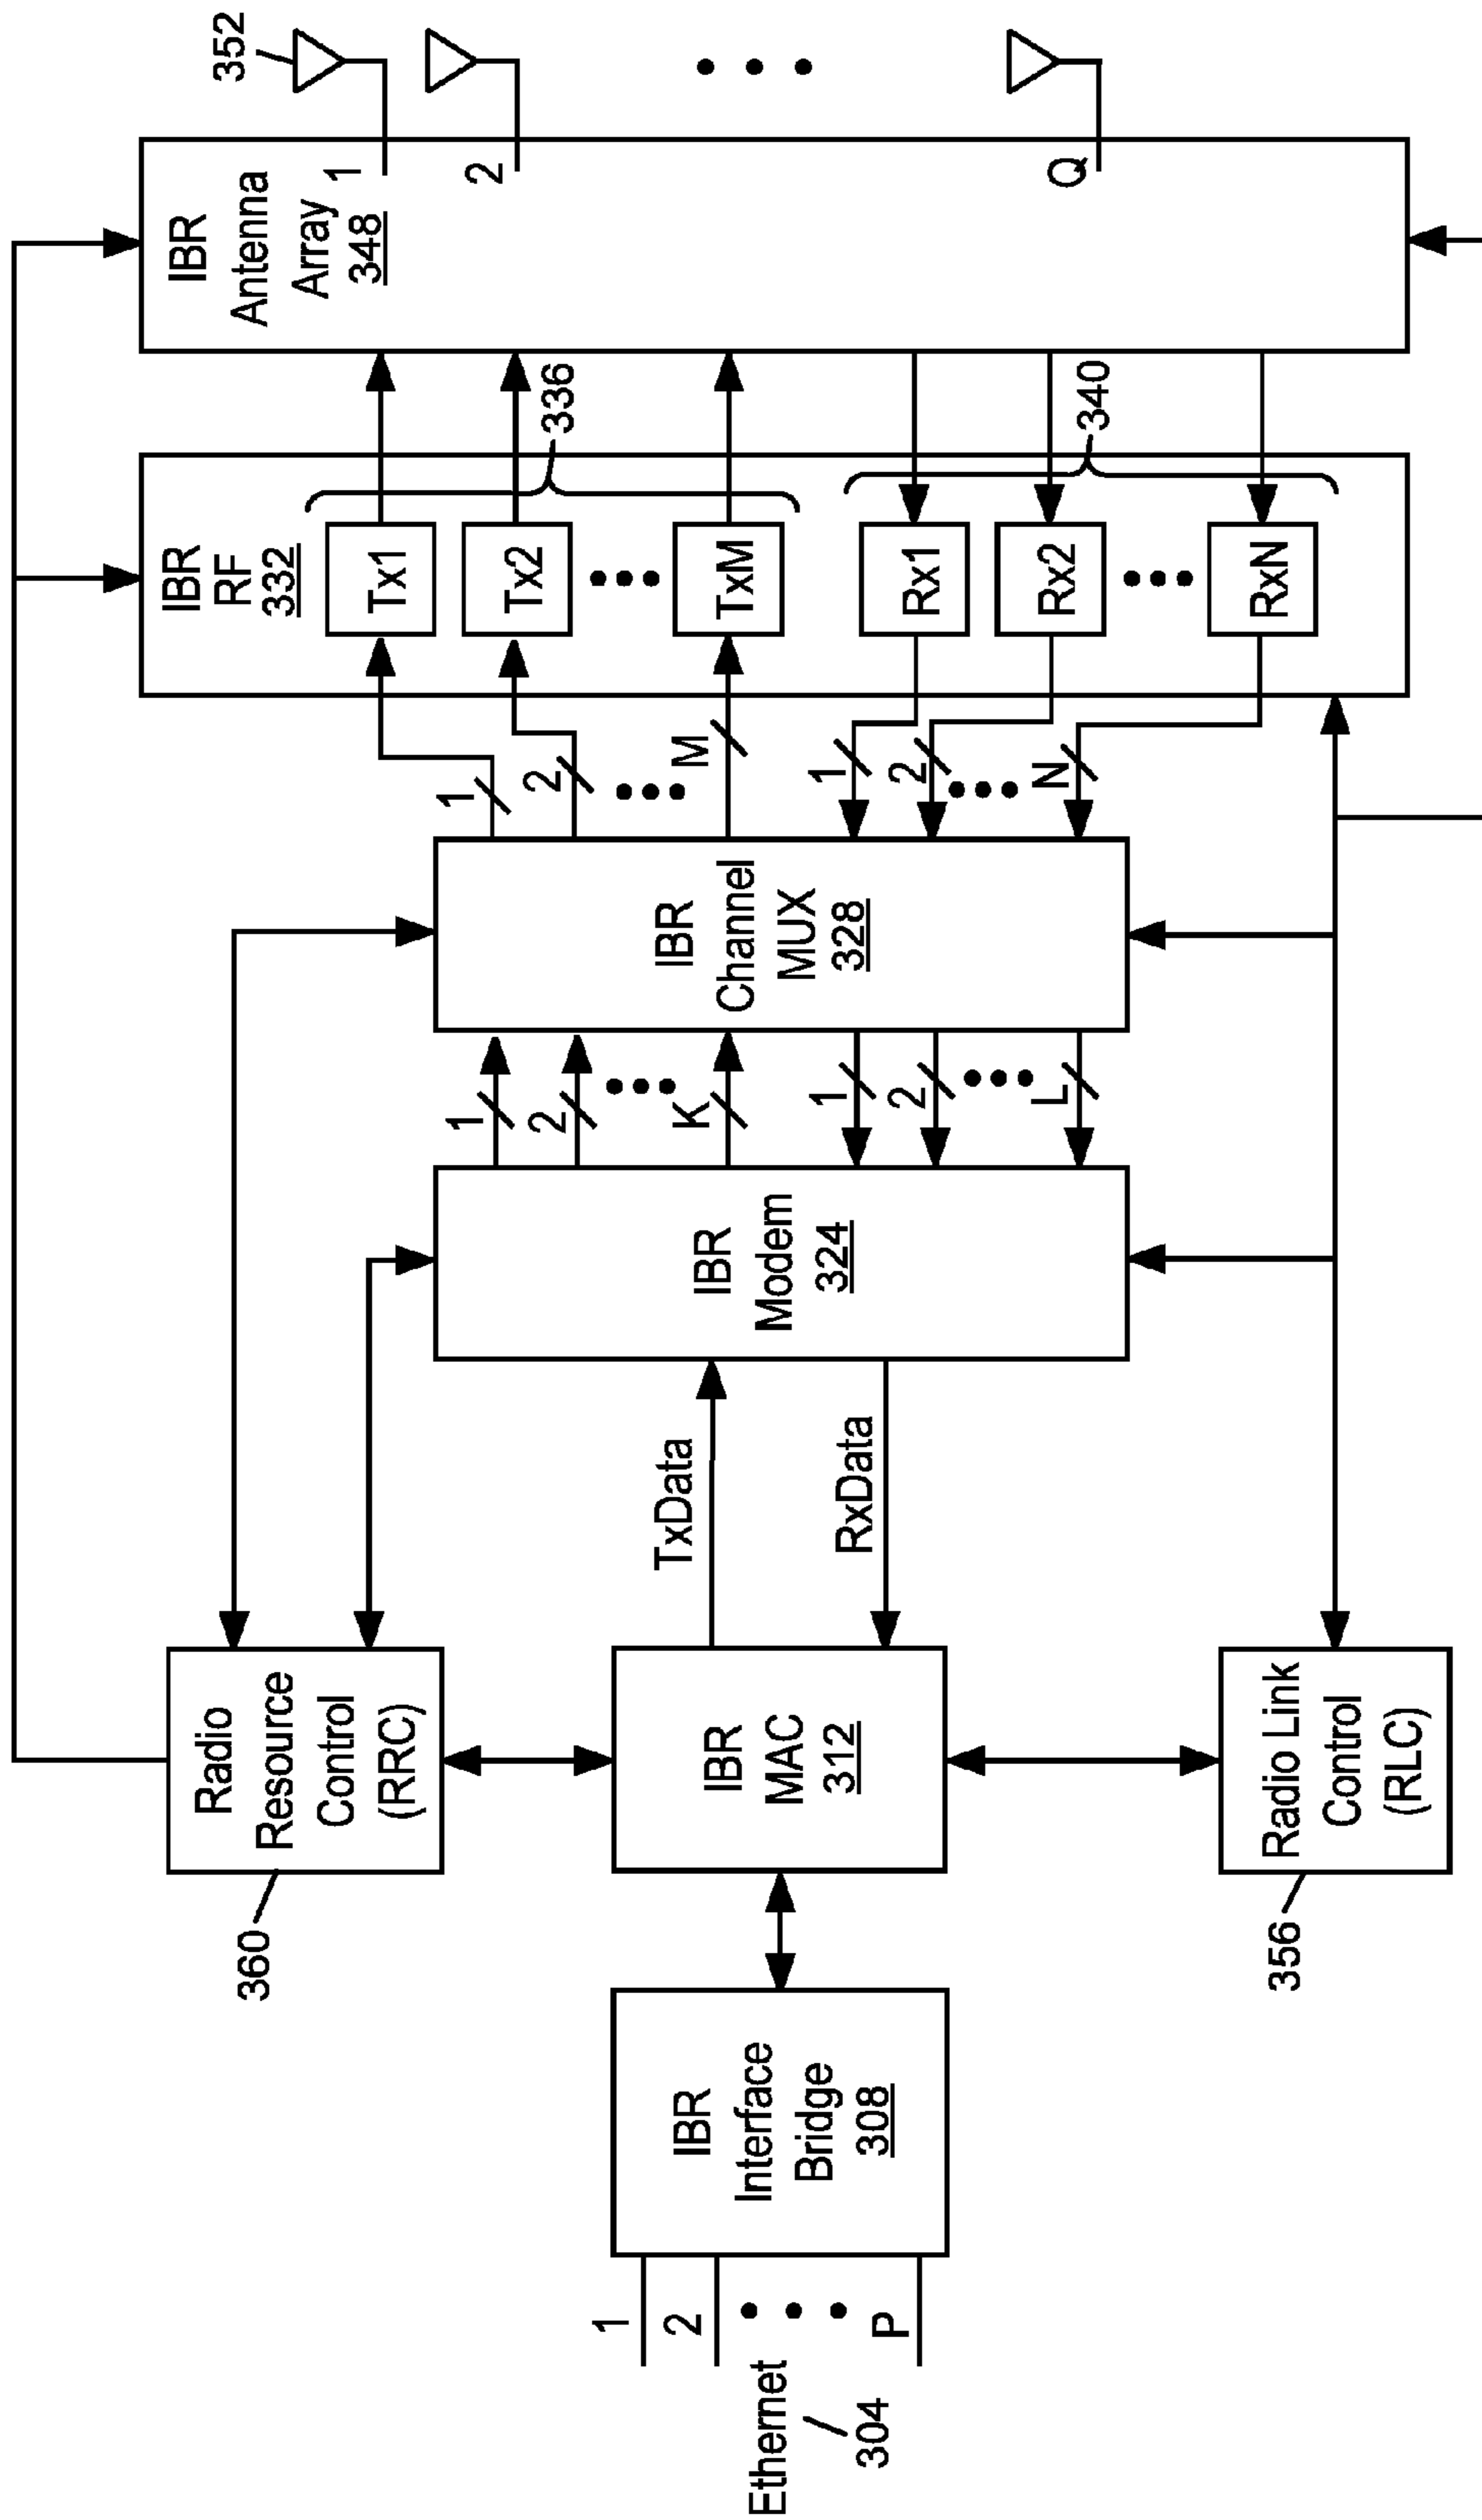 Ethernet
304
1
2
P
IBR
Interface
Bridge
308
360
Radio
Resource
Control
(RRC)
IBR
MAC
312
356
Radio Link
Control
(RLC)
TxData
RxData
IBR
Modem
324
1
2
K
1
2
L
IBR
Channel
MUX
328
1
2
M
1
2
N
IBR
RF
332
Tx1
Tx2
TxM
Rx1
Rx2
RxN
336
340
IBR
Antenna
Array
348
1
2
Q
352